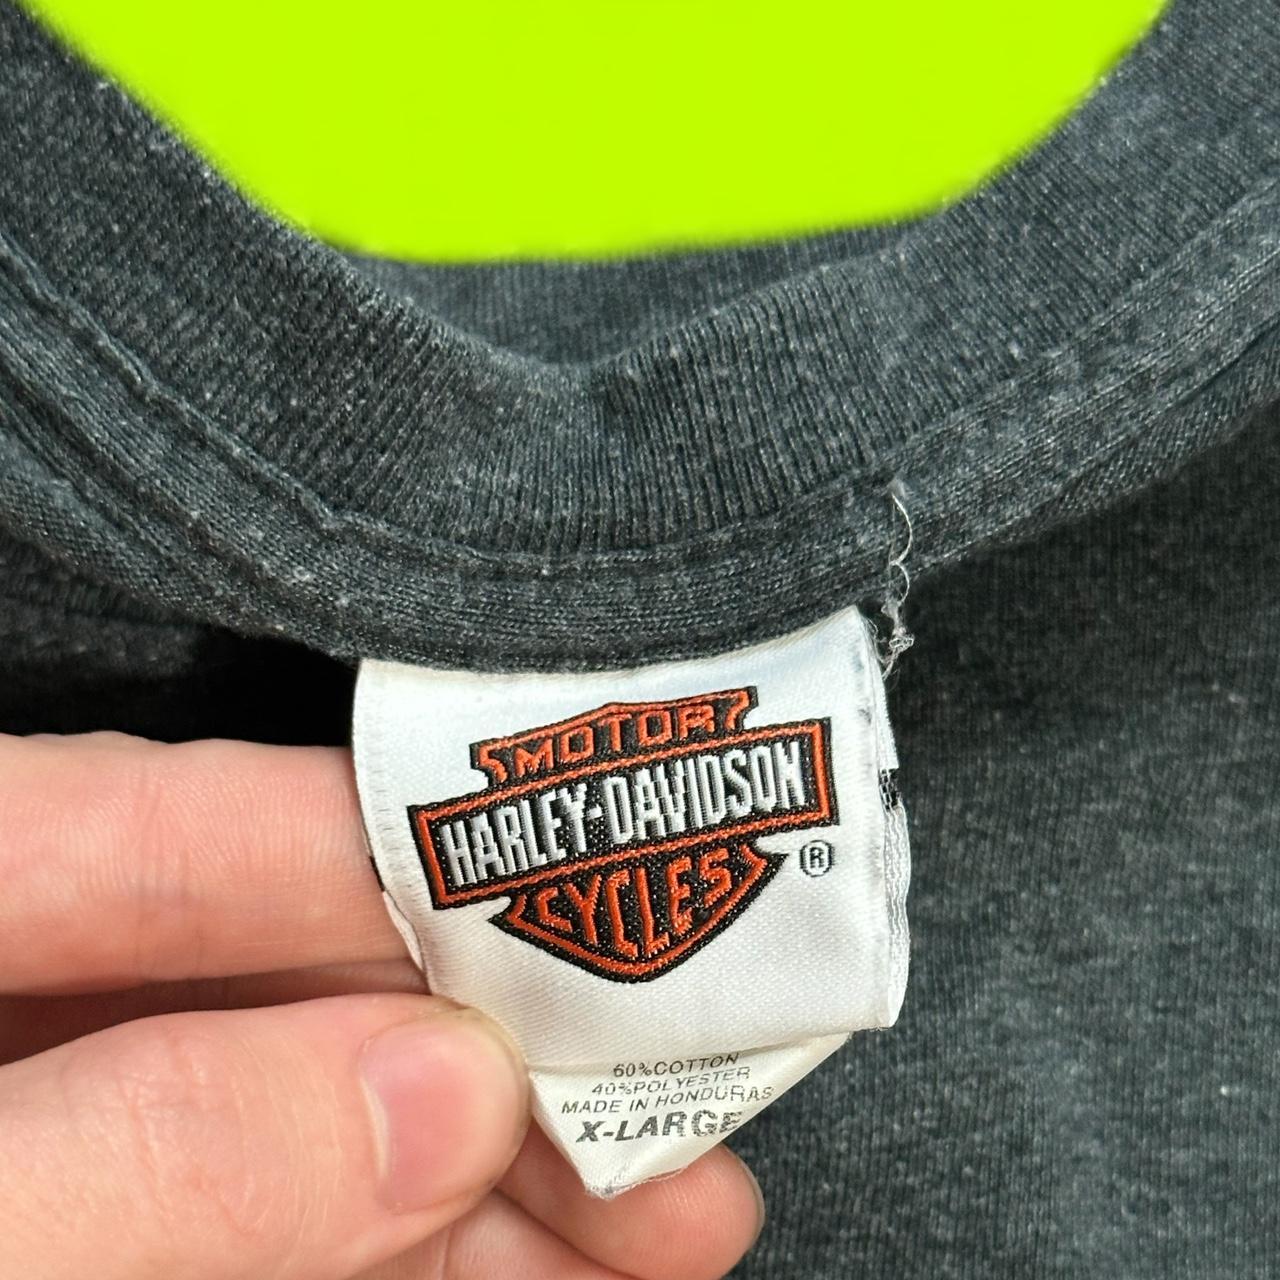 MOTOR
HARLEY-DAVIDSON
CYCLES
®
60%COTTON
40%POLYESTER
MADE IN HONDURAS
X-LARGE